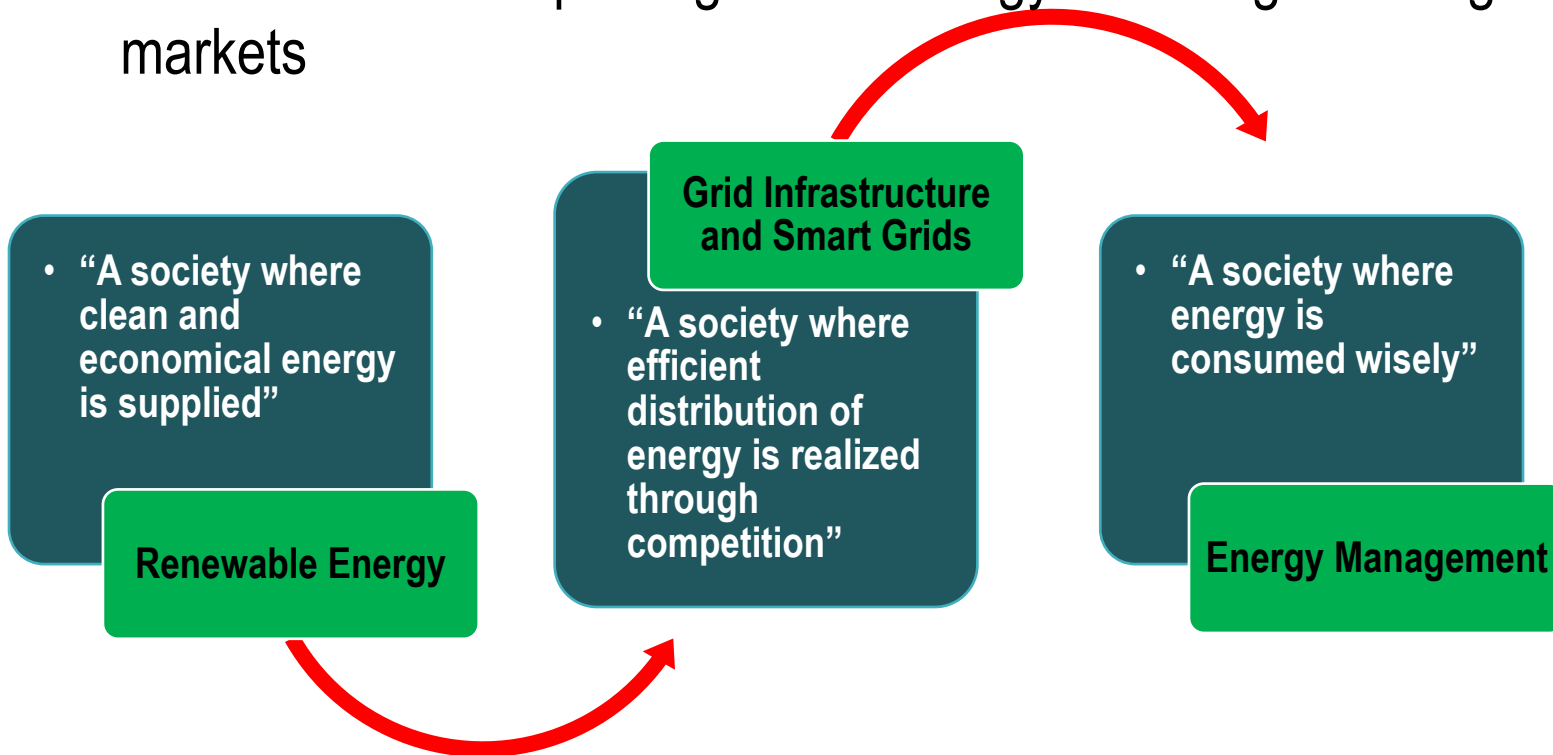 markets
• “A society where
clean and
economical energy
is supplied”
Renewable Energy
Grid Infrastructure
and Smart Grids
• “A society where
efficient
distribution of
energy is realized
through
competition”
• “A society where
energy is
consumed wisely”
Energy Management